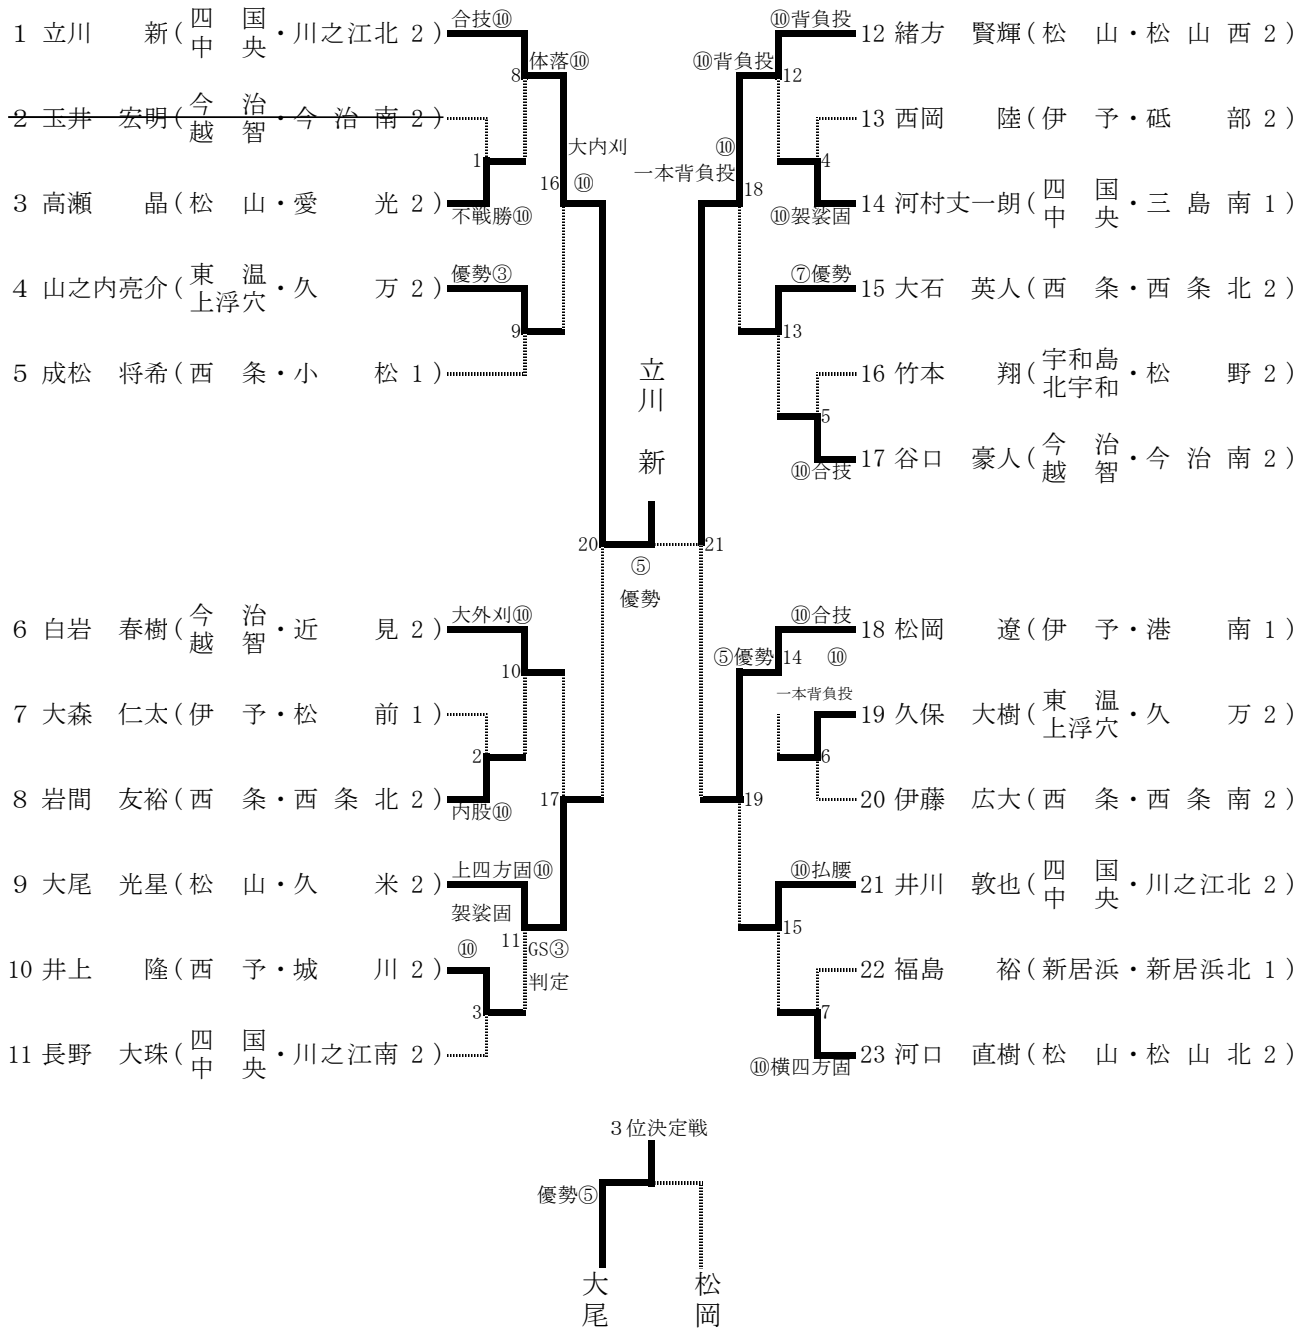 1 立川 新(四国中央・川之江北 2)
合技⑩
8
体落⑩
2 玉井 宏明(今治越智・今治南 2)
1
3 高瀬 晶(松山・愛光 2)
不戦勝⑩
16
大内刈
⑩
4 山之内亮介(東温上浮穴・久万 2)
優勢③
9
5 成松 将希(西条・小松 1)
6 白岩 春樹(今治越智・近見 2)
大外刈⑩
10
7 大森 仁太(伊予・松前 1)
2
8 岩間 友裕(西条・西条北 2)
内股⑩
17
9 大尾 光星(松山・久米 2)
上四方固⑩
袈裟固
⑩
11
GS③
判定
10 井上 隆(西予・城川 2)
3
11 長野 大珠(四国中央・川之江南 2)
立川 新
20
⑤
優勢
21
⑩背負投
12 緒方 賢輝(松山・松山西 2)
⑩背負投
12
13 西岡 陸(伊予・砥部 2)
4
⑩
一本背負投
18
⑩袈裟固
14 河村丈一朗(四国中央・三島南 1)
⑦優勢
15 大石 英人(西条・西条北 2)
13
16 竹本 翔(宇和島北宇和・松野 2)
5
⑩合技
17 谷口 豪人(今治越智・今治南 2)
⑩合技
18 松岡 遼(伊予・港南 1)
⑤優勢
14
⑩
一本背負投
19 久保 大樹(東温上浮穴・久万 2)
6
20 伊藤 広大(西条・西条南 2)
19
⑩払腰
21 井川 敦也(四国中央・川之江北 2)
15
22 福島 裕(新居浜・新居浜北 1)
7
⑩横四方固
23 河口 直樹(松山・松山北 2)
３位決定戦
優勢⑤
大尾
松岡